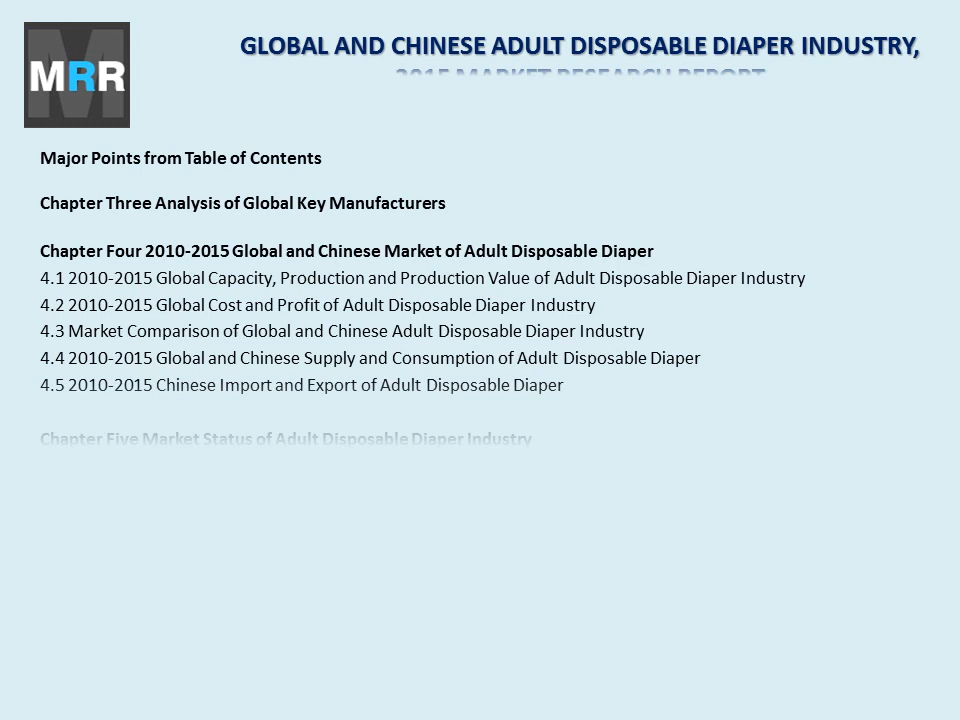 MRR
GLOBAL AND CHINESE ADULT DISPOSABLE DIAPER INDUSTRY,
2015 MARKET RESEARCH REPORT
Major Points from Table of Contents
Chapter Three Analysis of Global Key Manufacturers
Chapter Four 2010-2015 Global and Chinese Market of Adult Disposable Diaper
4.1 2010-2015 Global Capacity, Production and Production Value of Adult Disposable Diaper Industry
4.2 2010-2015 Global Cost and Profit of Adult Disposable Diaper Industry
4.3 Market Comparison of Global and Chinese Adult Disposable Diaper Industry
4.4 2010-2015 Global and Chinese Supply and Consumption of Adult Disposable Diaper
4.5 2010-2015 Chinese Import and Export of Adult Disposable Diaper
Chapter Five Market Status of Adult Disposable Diaper Industry